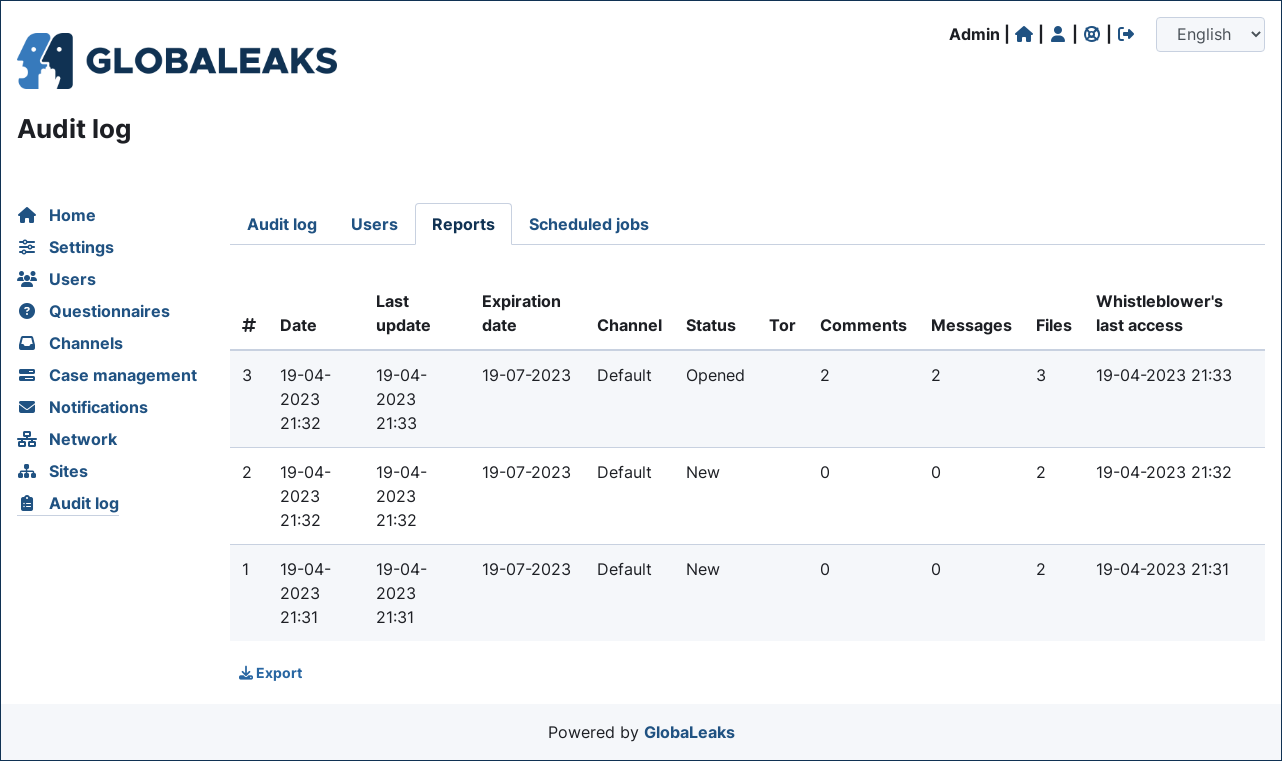 Admin | | | |
English
GLOBALEAKS
Audit log
Home
Settings
Users
Questionnaires
Channels
Case management
Notifications
Network
Sites
Audit log
Audit log Users Reports Scheduled jobs
# Date Last update Expiration date Channel Status Tor Comments Messages Files Whistleblower's last access
3 19-04-2023 21:32 19-04-2023 21:33 19-07-2023 Default Opened 2 2 3 19-04-2023 21:33
2 19-04-2023 21:32 19-04-2023 21:32 19-07-2023 Default New 0 0 2 19-04-2023 21:32
1 19-04-2023 21:31 19-04-2023 21:31 19-07-2023 Default New 0 0 2 19-04-2023 21:31
Export
Powered by GlobaLeaks